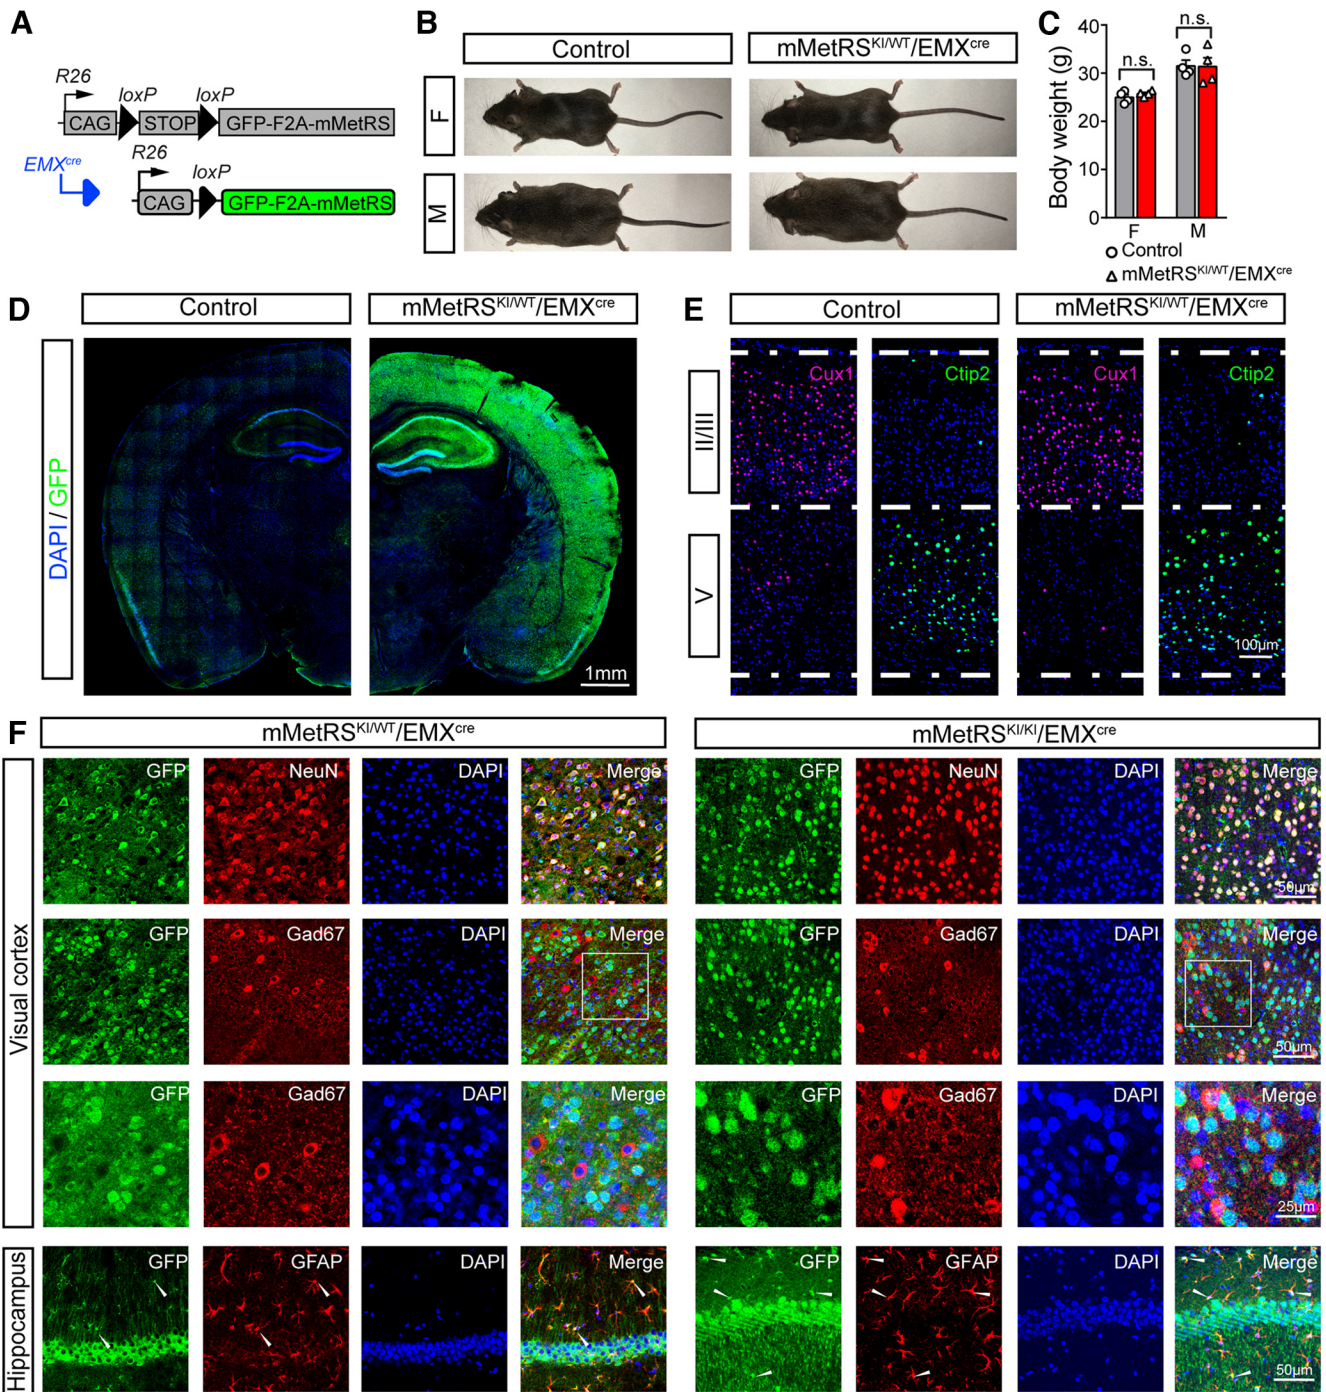 A
R26
loxP
loxP
CAG
STOP
GFP-F2A-mMetRS
EMXcre
R26
loxP
CAG
GFP-F2A-mMetRS
B
Control
mMetRSKI/WT/EMXcre
F
M
C
Body weight (g)
40
30
20
10
0
n.s.
n.s.
F
M
Control
mMetRSKI/WT/EMXcre
D
Control
mMetRSKI/WT/EMXcre
DAPI / GFP
1mm
E
Control
mMetRSKI/WT/EMXcre
II/III
V
Cux1
Ctip2
Cux1
Ctip2
100µm
F
mMetRSKI/WT/EMXcre
mMetRSKI/KI/EMXcre
Visual cortex
GFP
NeuN
DAPI
Merge
GFP
NeuN
DAPI
Merge
50µm
GFP
Gad67
DAPI
Merge
GFP
Gad67
DAPI
Merge
50µm
GFP
Gad67
DAPI
Merge
GFP
Gad67
DAPI
Merge
25µm
Hippocampus
GFP
GFAP
DAPI
Merge
GFP
GFAP
DAPI
Merge
50µm